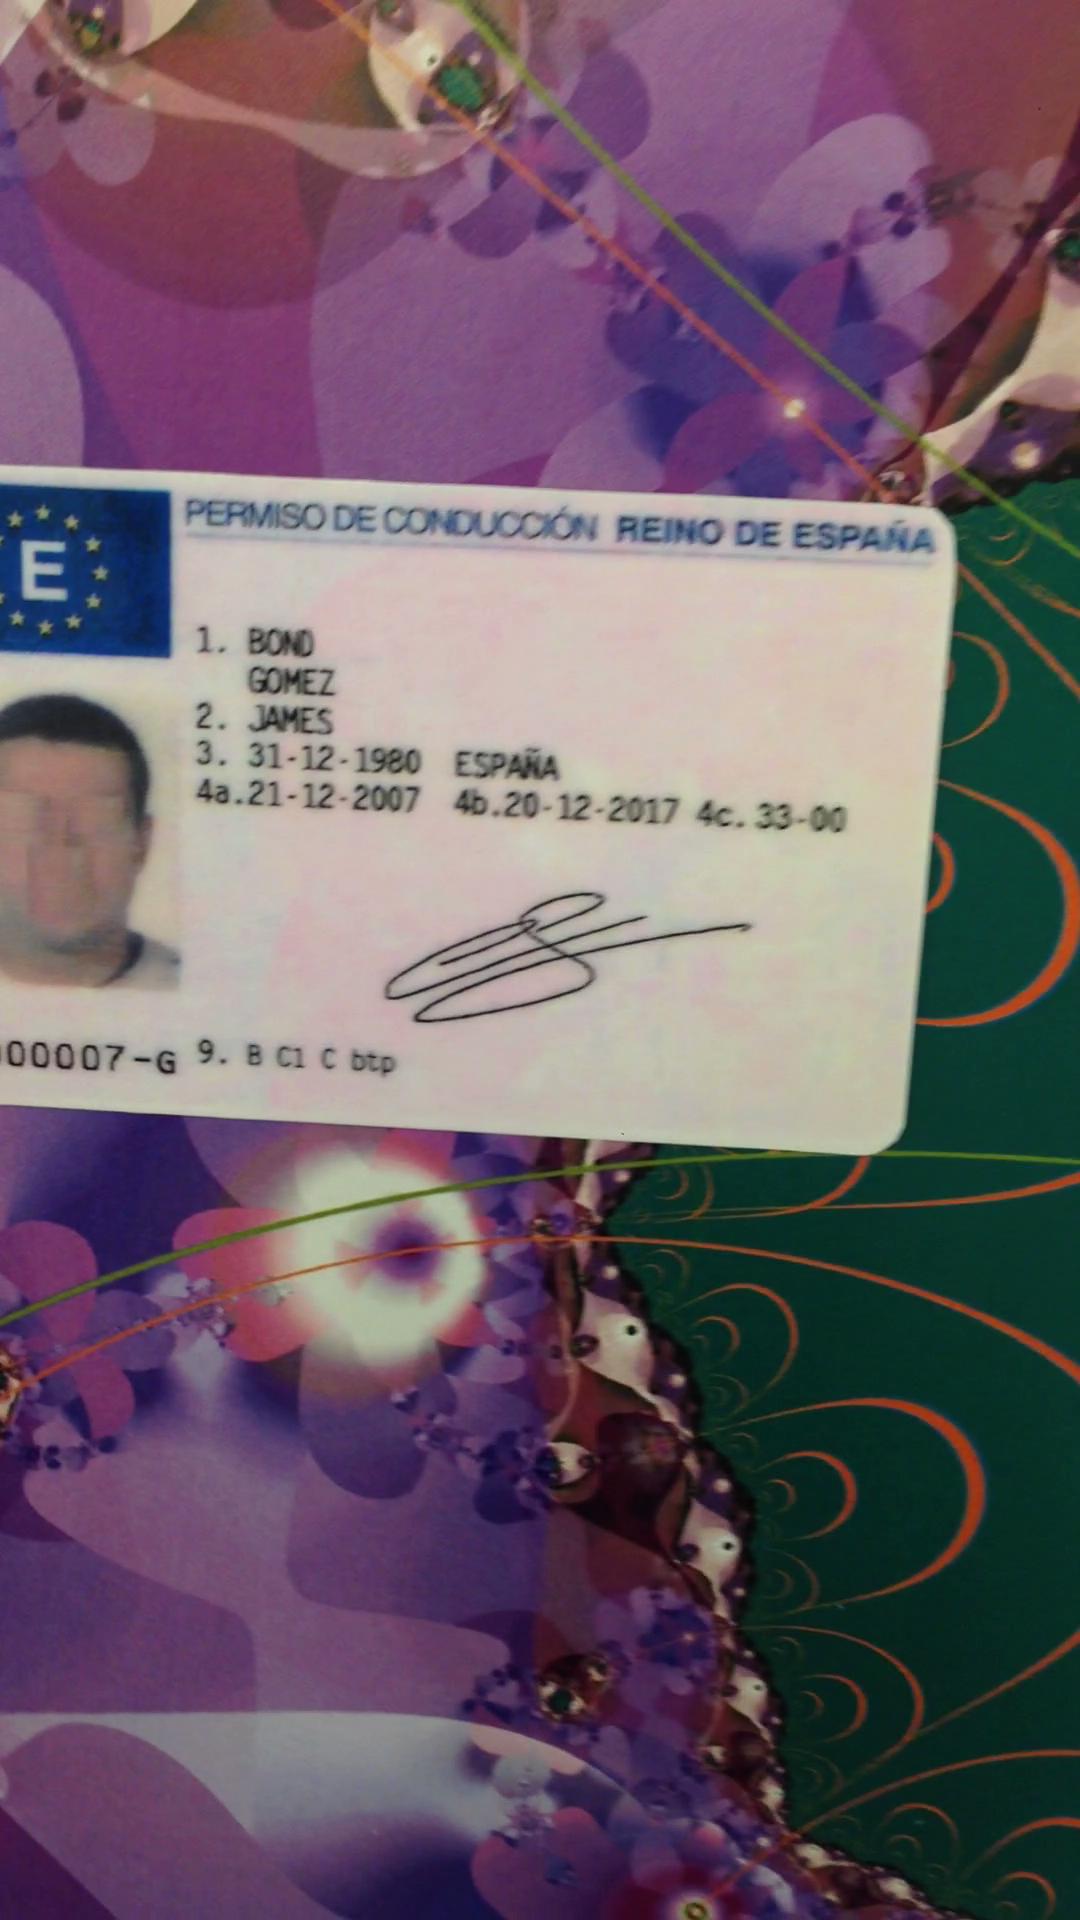 E
PERMISO DE CONDUCCIÓN REINO DE ESPAÑA
1. BOND
GOMEZ
2. JAMES
3. 31-12-1980 ESPAÑA
4a.21-12-2007 4b.20-12-2017 4c. 33-00
00007-G 9. B C1 C btp